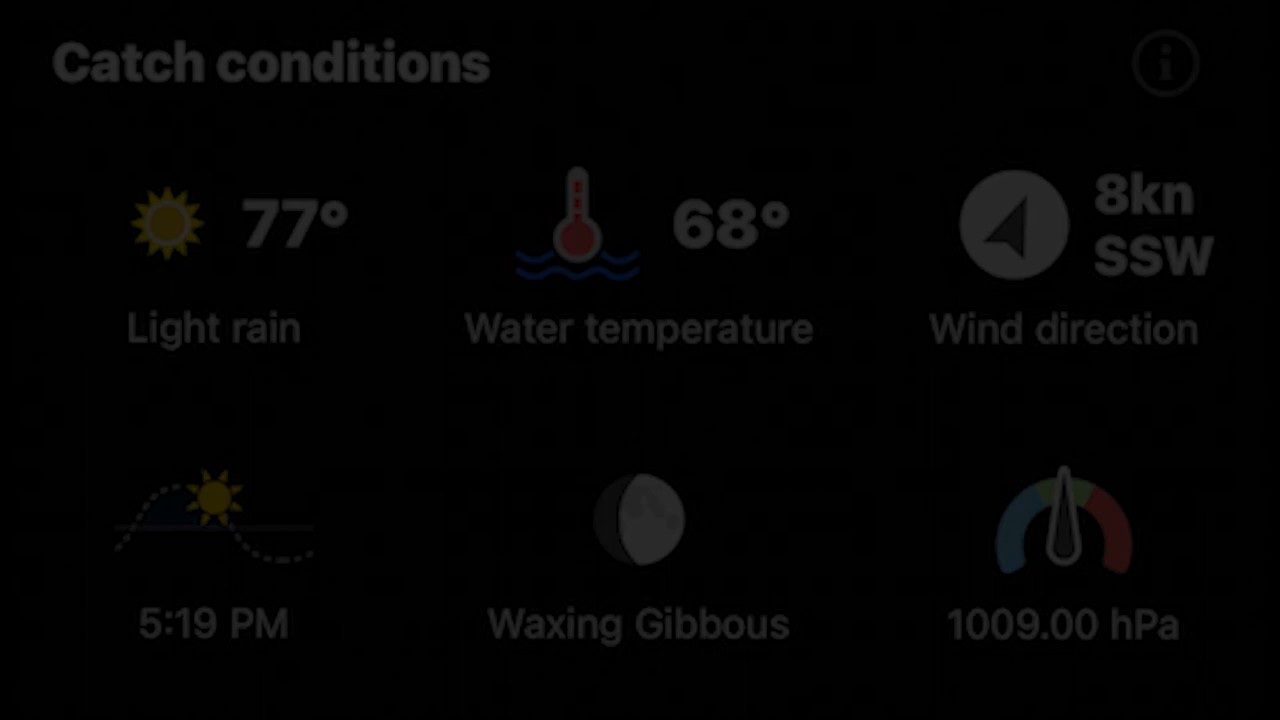 Catch conditions
77°
68°
8kn
SSW
Light rain
Water temperature
Wind direction
5:19 PM
Waxing Gibbous
1009.00 hPa